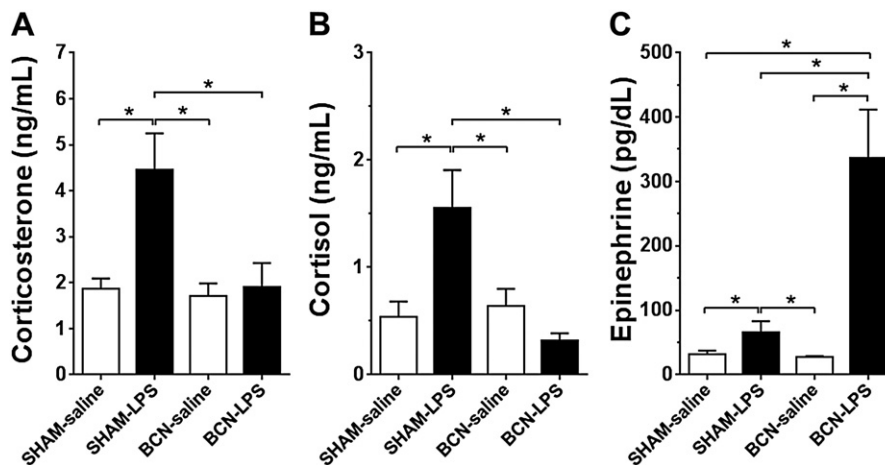 A
Corticosterone (ng/mL)
7
6
5
4
3
2
1
0
* * *
SHAM-saline
SHAM-LPS
BCN-saline
BCN-LPS
B
Cortisol (ng/mL)
3
2
1
0
* * *
SHAM-saline
SHAM-LPS
BCN-saline
BCN-LPS
C
Epinephrine (pg/dL)
500
400
300
200
100
0
*
*
*
* *
SHAM-saline
SHAM-LPS
BCN-saline
BCN-LPS